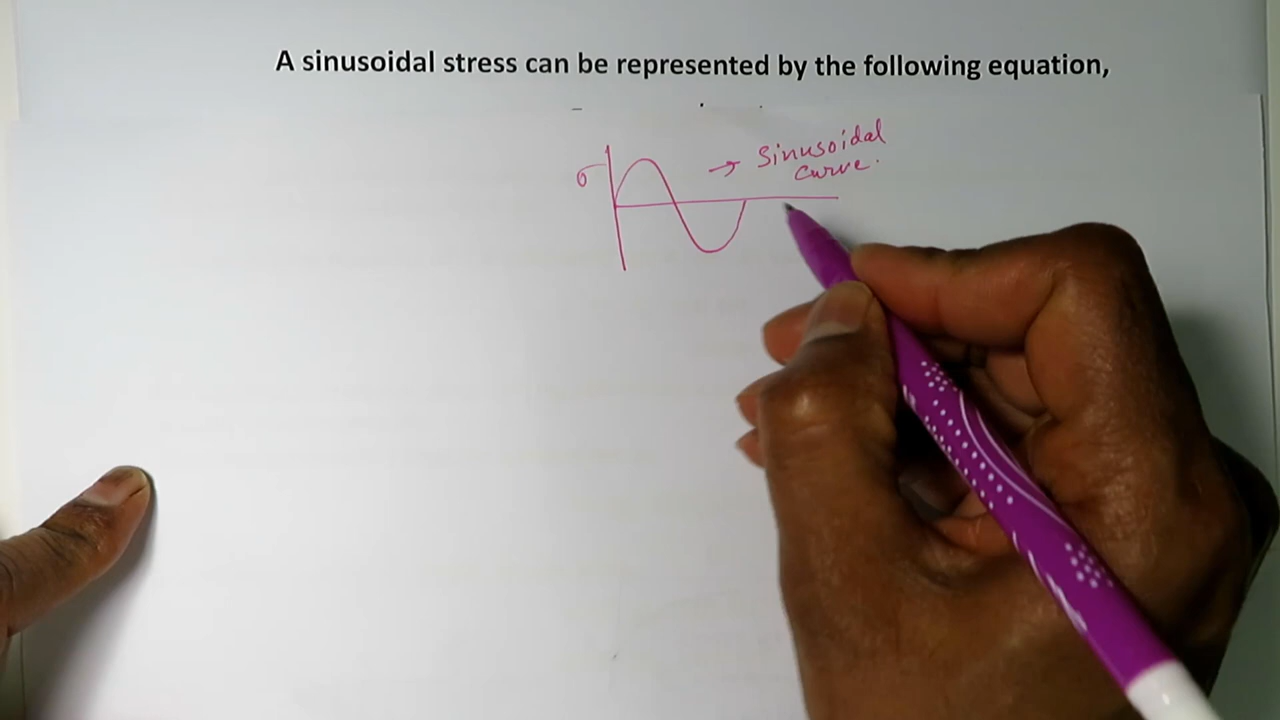 A sinusoidal stress can be represented by the following equation,
→ Sinusoidal
curve.
σ